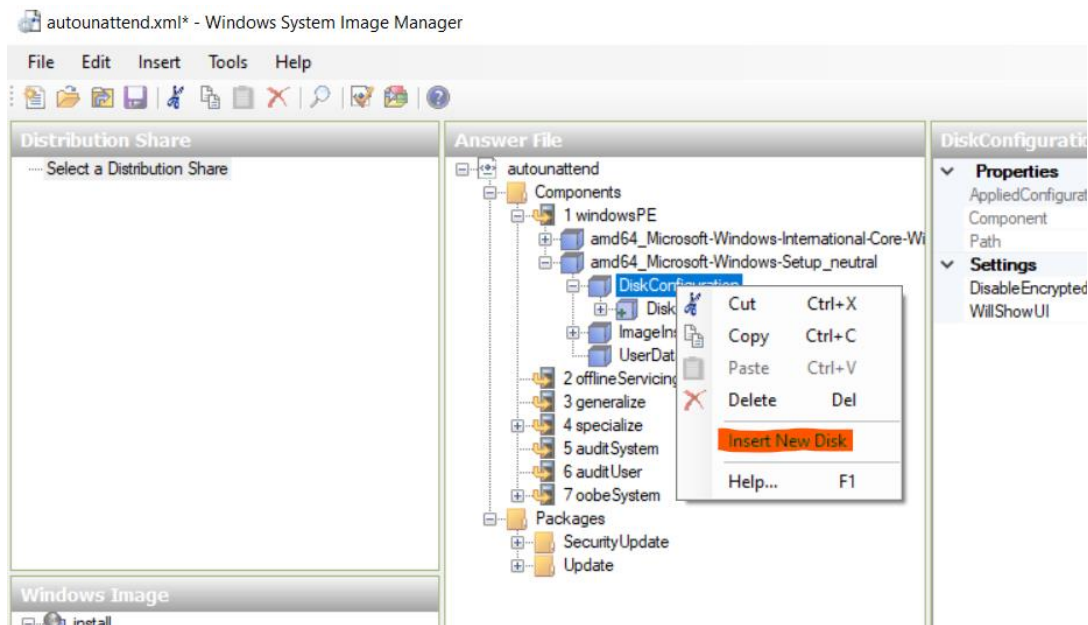 autounattend.xml* - Windows System Image Manager
File Edit Insert Tools Help
Distribution Share
Select a Distribution Share
Answer File
autounattend
Components
1 windowsPE
amd64_Microsoft-Windows-International-Core-Wi
amd64_Microsoft-Windows-Setup_neutral
DiskConfiguration
Disk
ImageIns
UserDat
2 offlineServicing
3 generalize
4 specialize
5 auditSystem
6 auditUser
7 oobeSystem
Packages
SecurityUpdate
Update
Cut Ctrl+X
Copy Ctrl+C
Paste Ctrl+V
Delete Del
Insert New Disk
Help... F1
DiskConfiguratio
Properties
AppliedConfigurat
Component
Path
Settings
DisableEncrypted
WillShowUI
Windows Image
install